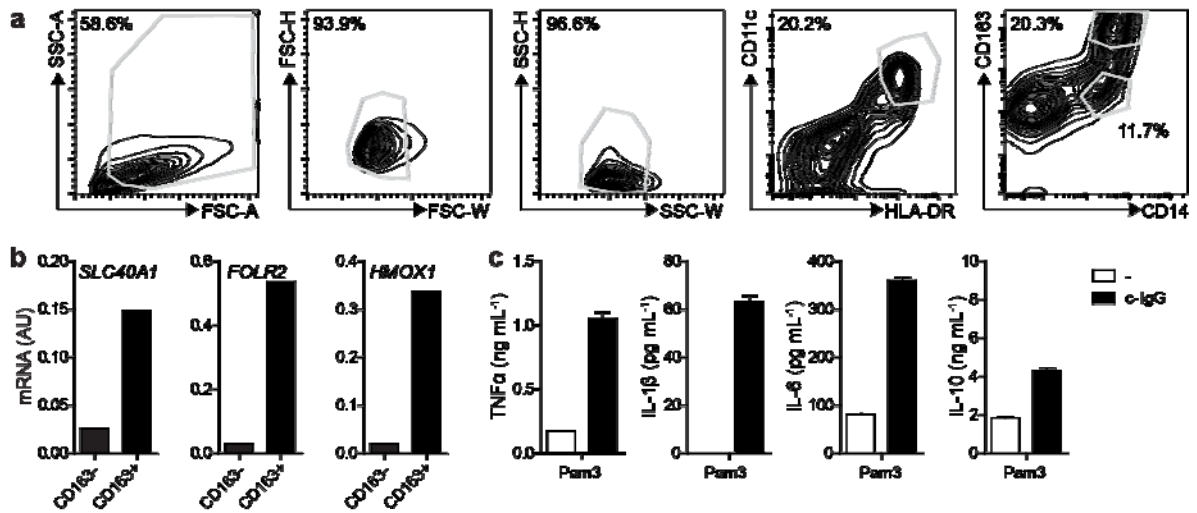 a
58.6%
SSC-A
FSC-A
93.9%
FSC-H
FSC-W
96.6%
SSC-H
SSC-W
20.2%
CD11c
HLA-DR
20.3%
CD163
11.7%
CD14
b
mRNA (AU)
SLC40A1
0.20
0.15
0.10
0.05
0.00
CD163-
CD163+
FOLR2
0.8
0.6
0.4
0.2
0.0
CD163-
CD163+
HMOX1
0.4
0.3
0.2
0.1
0.0
CD163-
CD163+
c
TNFα (ng mL-1)
1.5
1.0
0.5
0.0
Pam3
IL-1β (pg mL-1)
80
60
40
20
0
Pam3
IL-6 (pg mL-1)
400
300
200
100
0
Pam3
IL-10 (ng mL-1)
10
8
6
4
2
0
Pam3
-
c-IgG